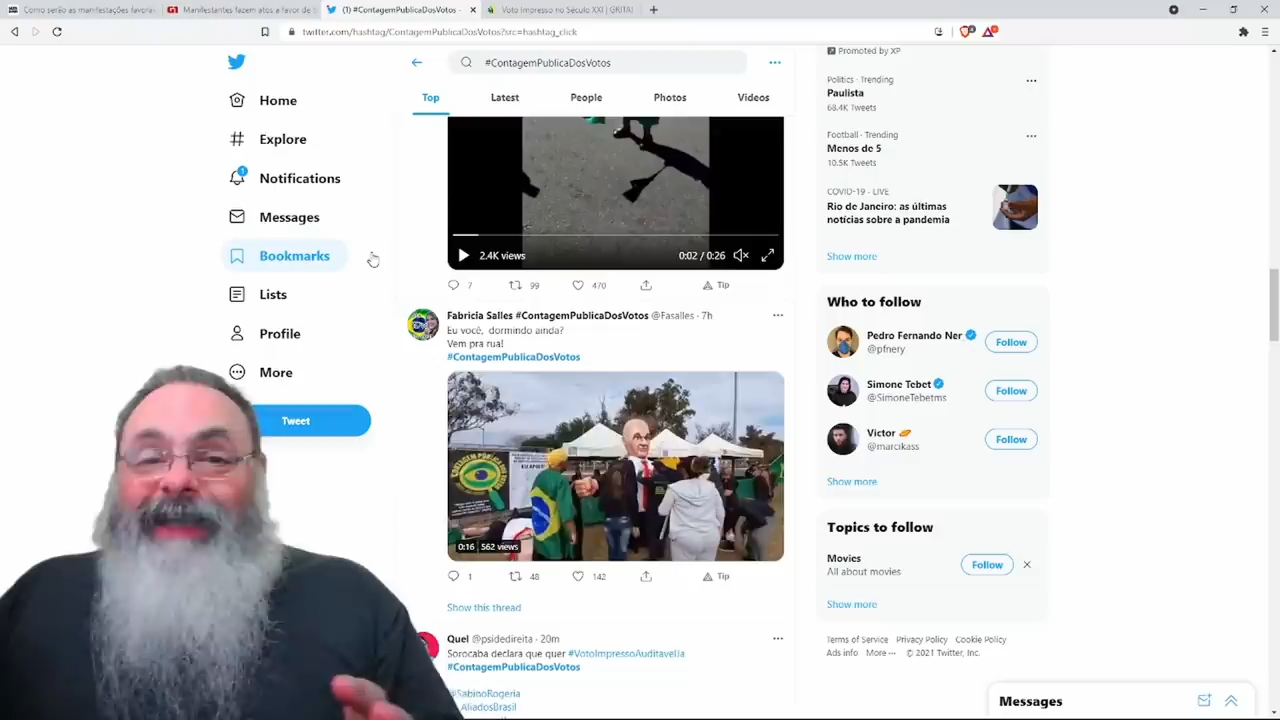 Como serão as manifestações favorá
Manifestantes fazem atos a favor de
(1) #ContagemPublicaDosVotos -
Voto Impresso no Século XXI | GRITA!
twitter.com/hashtag/ContagemPublicaDosVotos?src=hashtag_click
#ContagemPublicaDosVotos
Top
Latest
People
Photos
Videos
Home
Explore
1
Notifications
Messages
Bookmarks
Lists
Profile
More
Tweet
2.4K views
0:02 / 0:26
7
99
470
Tip
Fabricia Salles #ContagemPublicaDosVotos @Fasalles · 7h
Eu você, dormindo ainda?
Vem pra rua!
#ContagemPublicaDosVotos
0:16 562 views
1
48
142
Tip
Show this thread
Quel @psidedireita · 20m
Sorocaba declara que quer #VotoImpressoAuditavelJa
#ContagemPublicaDosVotos
@SabinoRogeria
AliadosBrasil
Promoted by XP
Politics · Trending
Paulista
68.4K Tweets
Football · Trending
Menos de 5
10.5K Tweets
COVID-19 · LIVE
Rio de Janeiro: as últimas
notícias sobre a pandemia
Show more
Who to follow
Pedro Fernando Ner
@pfnery
Follow
Simone Tebet
@SimoneTebetms
Follow
Victor
@marcikass
Follow
Show more
Topics to follow
Movies
All about movies
Follow
Show more
Terms of Service Privacy Policy Cookie Policy
Ads info More ··· © 2021 Twitter, Inc.
Messages